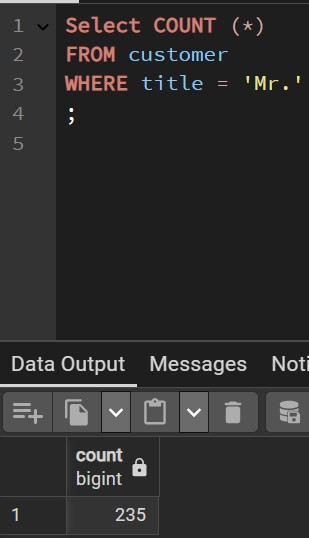 1 Select COUNT (*)
2 FROM customer
3 WHERE title = 'Mr.'
4 ;
5
Data Output Messages Noti
count
bigint
1 235